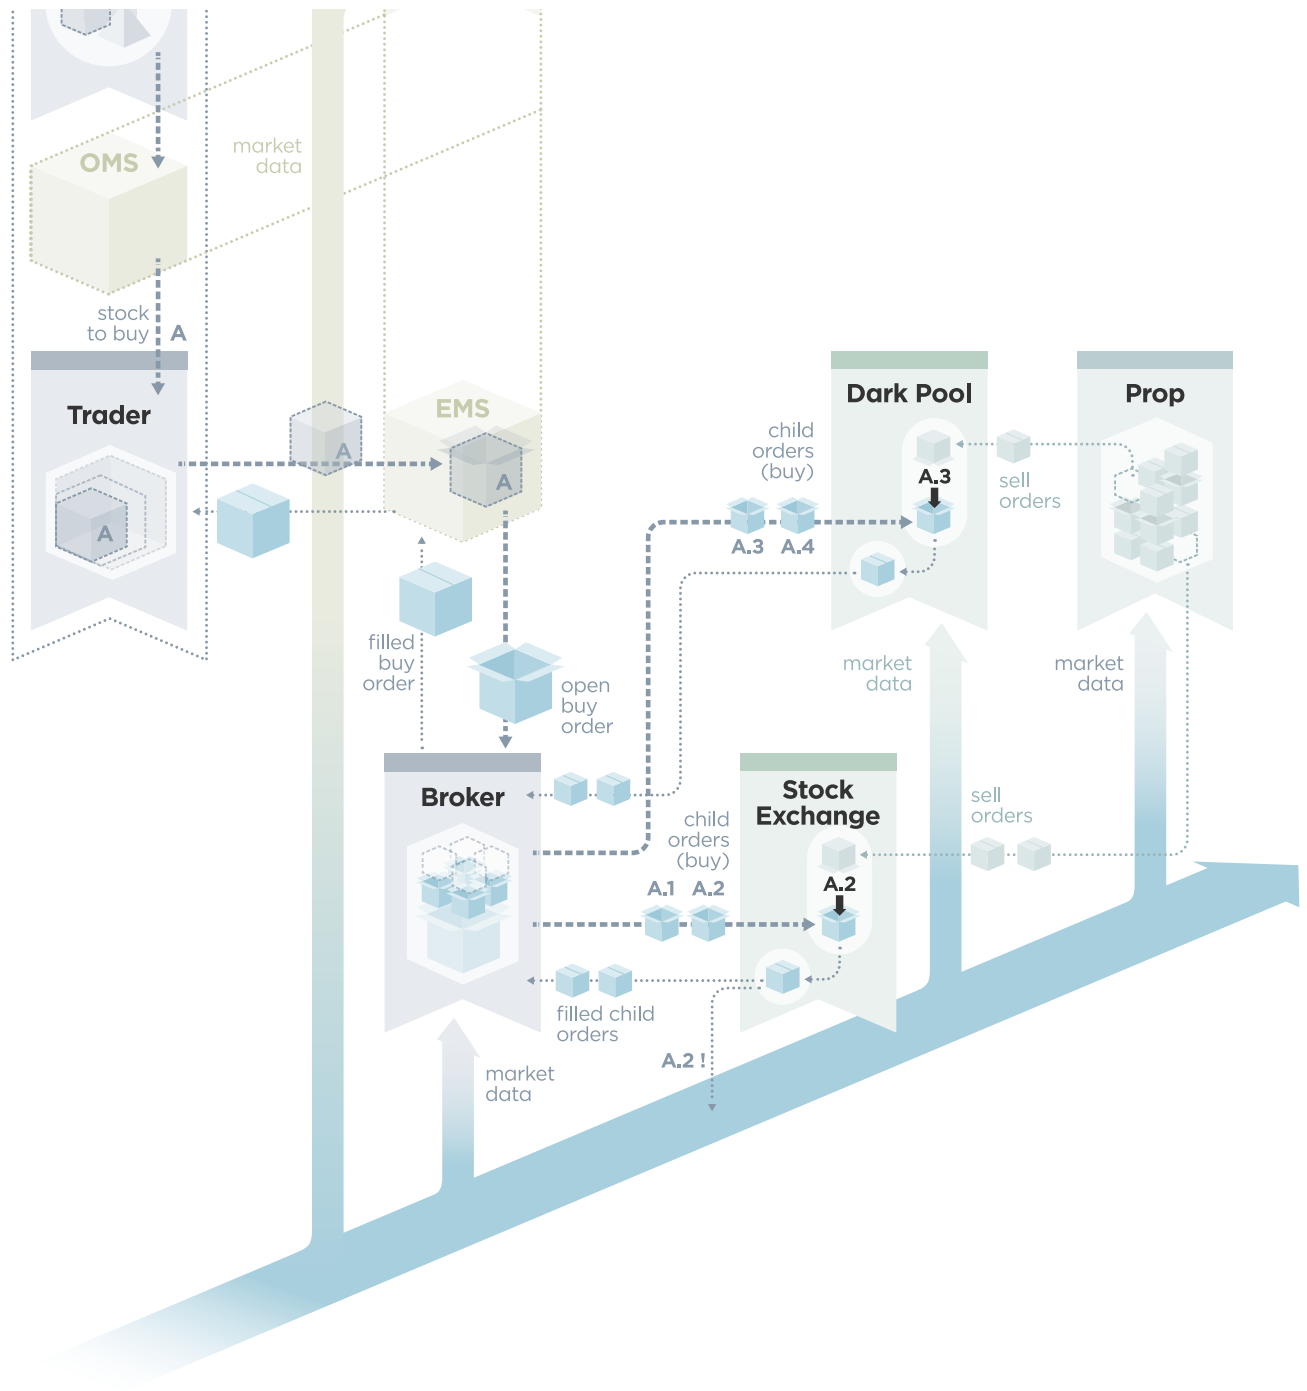 market
data
OMS
stock
to buy
A
Trader
A
A
EMS
A
Dark Pool
Prop
child
orders
(buy)
A.3
A.4
A.3
sell
orders
filled
buy
order
open
buy
order
market
data
market
data
Broker
Stock
Exchange
child
orders
(buy)
A.1
A.2
A.2
sell
orders
filled child
orders
A.2 !
market
data